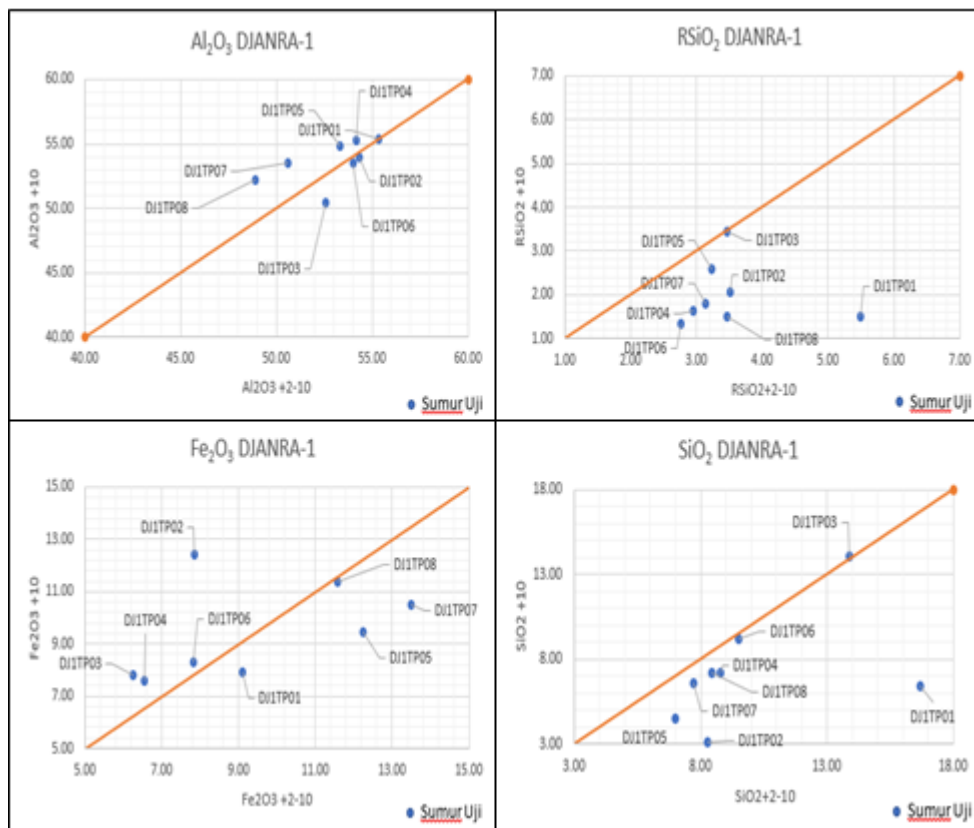 Al₂O₃ DJANRA-1
60.00
55.00
50.00
45.00
40.00
40.00 45.00 50.00 55.00 60.00
Al2O3 +10
Al2O3 +2-10
DJ1TP04
DJ1TP05
DJ1TP01
DJ1TP07
DJ1TP02
DJ1TP08
DJ1TP06
DJ1TP03
Sumur Uji
RSiO₂ DJANRA-1
7.00
6.00
5.00
4.00
3.00
2.00
1.00
1.00 2.00 3.00 4.00 5.00 6.00 7.00
RSiO2 +10
RSiO2+2-10
DJ1TP05
DJ1TP03
DJ1TP02
DJ1TP07
DJ1TP01
DJ1TP04
DJ1TP08
DJ1TP06
Sumur Uji
Fe₂O₃ DJANRA-1
15.00
13.00
11.00
9.00
7.00
5.00
5.00 7.00 9.00 11.00 13.00 15.00
Fe2O3 +10
Fe2O3 +2-10
DJ1TP02
DJ1TP08
DJ1TP04
DJ1TP06
DJ1TP07
DJ1TP03
DJ1TP05
DJ1TP01
Sumur Uji
SiO₂ DJANRA-1
18.00
13.00
8.00
3.00
3.00 8.00 13.00 18.00
SiO2 +10
SiO2+2-10
DJ1TP03
DJ1TP06
DJ1TP04
DJ1TP08
DJ1TP07
DJ1TP01
DJ1TP05
DJ1TP02
Sumur Uji